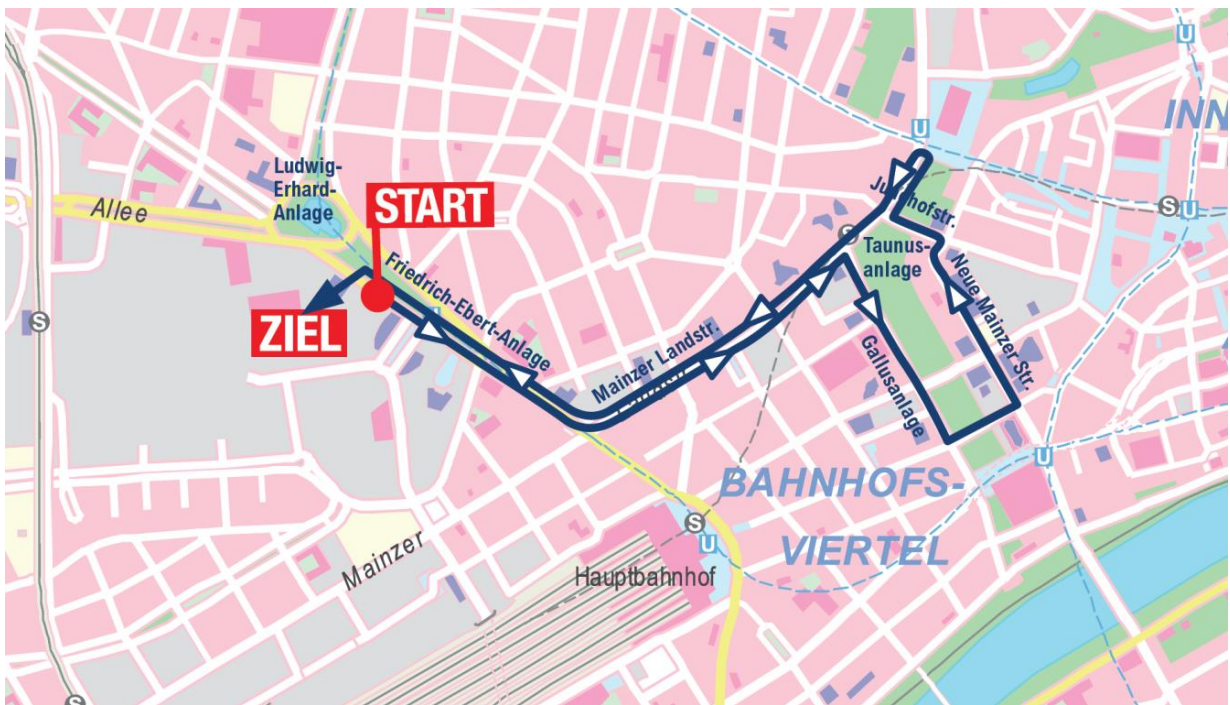 U
INN
Ludwig-
Erhard-
Anlage
START
Allee
U
Junghofstr.
S
U
S
Taunus-
anlage
Friedrich-Ebert-Anlage
Neue Mainzer Str.
ZIEL
S
Mainzer Landstr.
Gallusanlage
U
BAHNHOFS-
VIERTEL
S
U
Mainzer
Hauptbahnhof
S